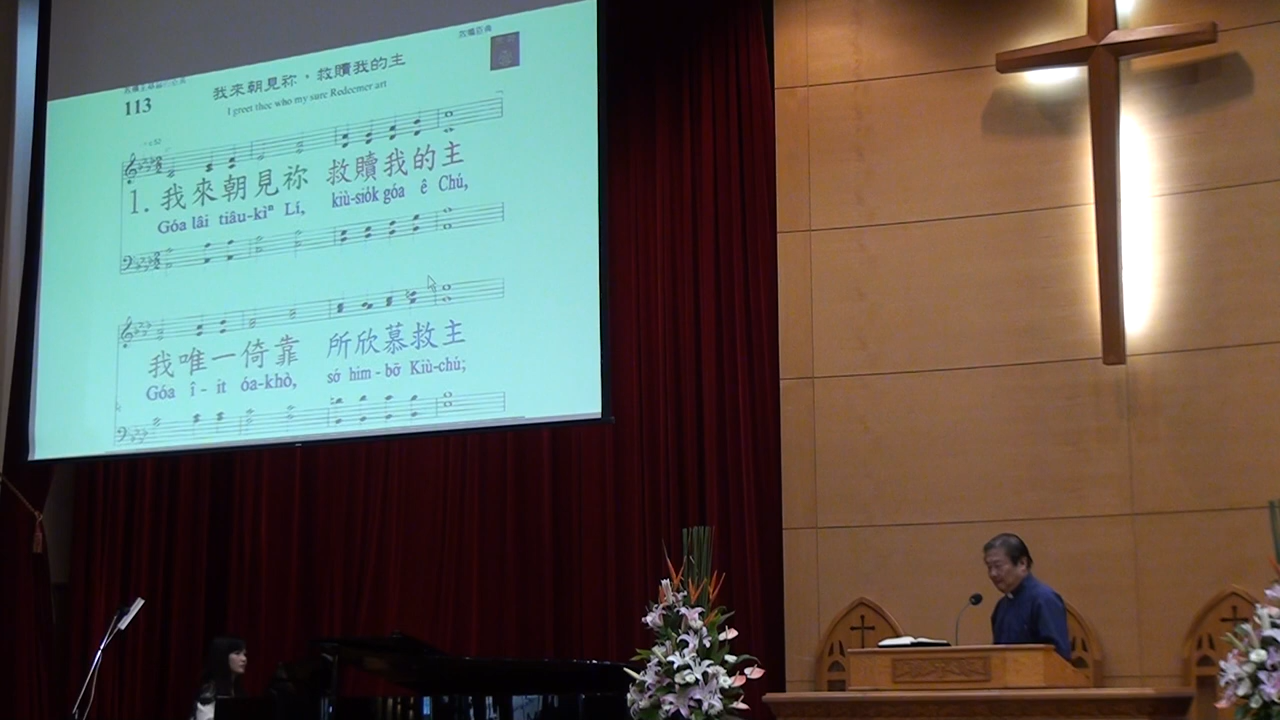 113
我來朝見祢，救贖我的主
I greet thee who my sure Redeemer art
1. 我來朝見祢 救贖我的主
Góa lâi tiâu-kìⁿ Lí, kiù-sio̍k góa ê Chú,
我唯一倚靠 所欣慕救主
Góa î-it óa-khò, só͘ him-bō͘ Kiù-chú;